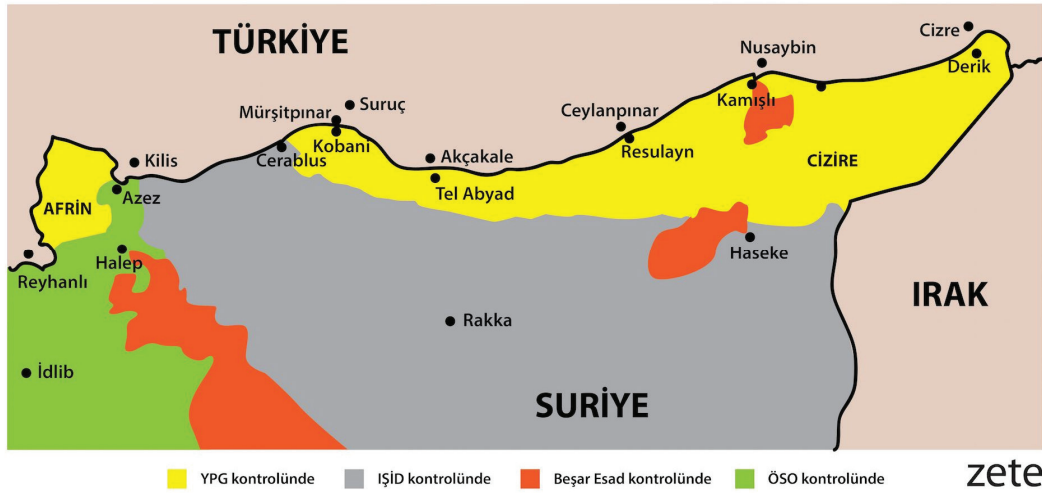 TÜRKİYE
Cizre
Nusaybin
Derik
Suruç
Mürşitpınar
Kamışlı
Ceylanpınar
Kobani
Cerablus
Resulayn
Kilis
Akçakale
CİZİRE
Tel Abyad
Azez
AFRİN
Haseke
Halep
Reyhanlı
IRAK
Rakka
İdlib
SURİYE
YPG kontrolünde
IŞİD kontrolünde
Beşar Esad kontrolünde
ÖSO kontrolünde
zete